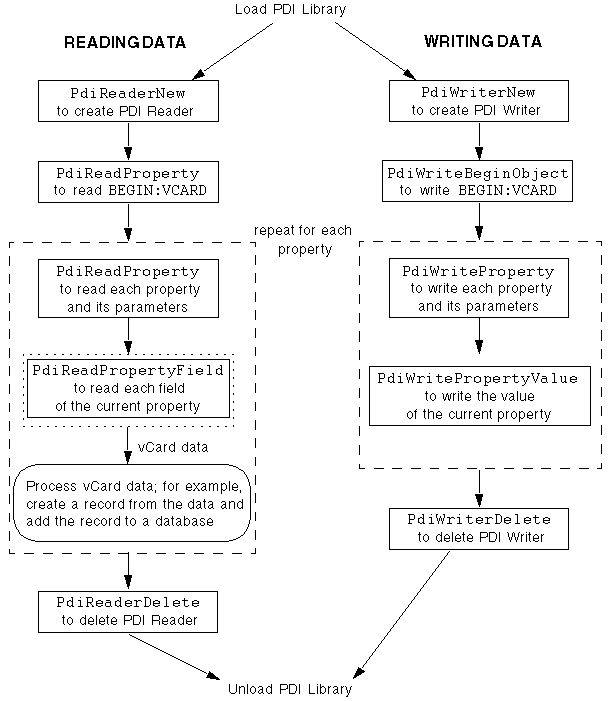 Load PDI Library
READING DATA
WRITING DATA
PdiReaderNew
to create PDI Reader
PdiWriterNew
to create PDI Writer
PdiReadProperty
to read BEGIN:VCARD
PdiWriteBeginObject
to write BEGIN:VCARD
repeat for each
property
PdiReadProperty
to read each property
and its parameters
PdiWriteProperty
to write each property
and its parameters
PdiReadPropertyField
to read each field
of the current property
PdiWritePropertyValue
to write the value
of the current property
vCard data
Process vCard data; for example,
create a record from the data and
add the record to a database
PdiWriterDelete
to delete PDI Writer
PdiReaderDelete
to delete PDI Reader
Unload PDI Library